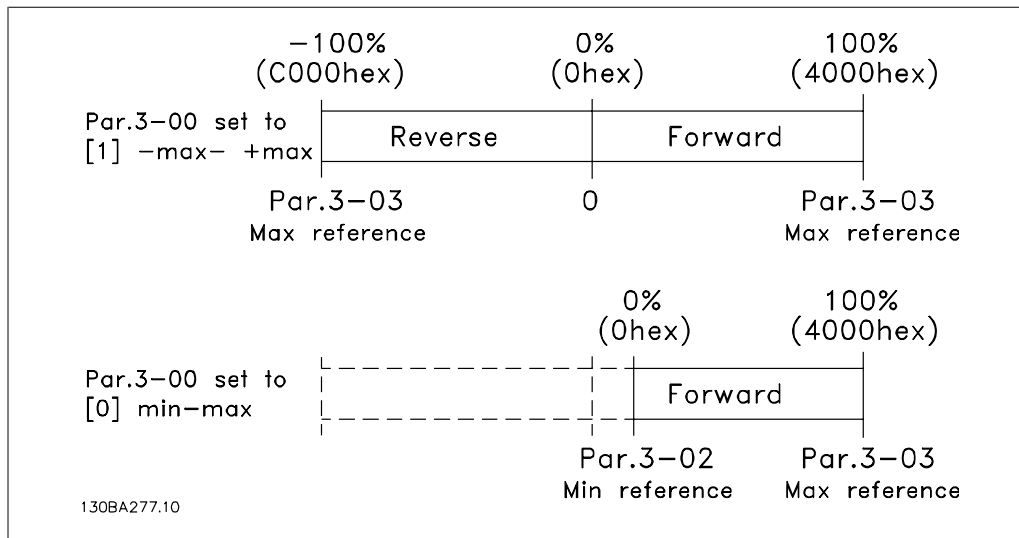 -100% 0% 100%
(C000hex) (0hex) (4000hex)
Par.3-00 set to
[1] -max- +max
Reverse Forward
Par.3-03 0 Par.3-03
Max reference Max reference
0% 100%
(0hex) (4000hex)
Par.3-00 set to
[0] min-max
Forward
Par.3-02 Par.3-03
Min reference Max reference
130BA277.10